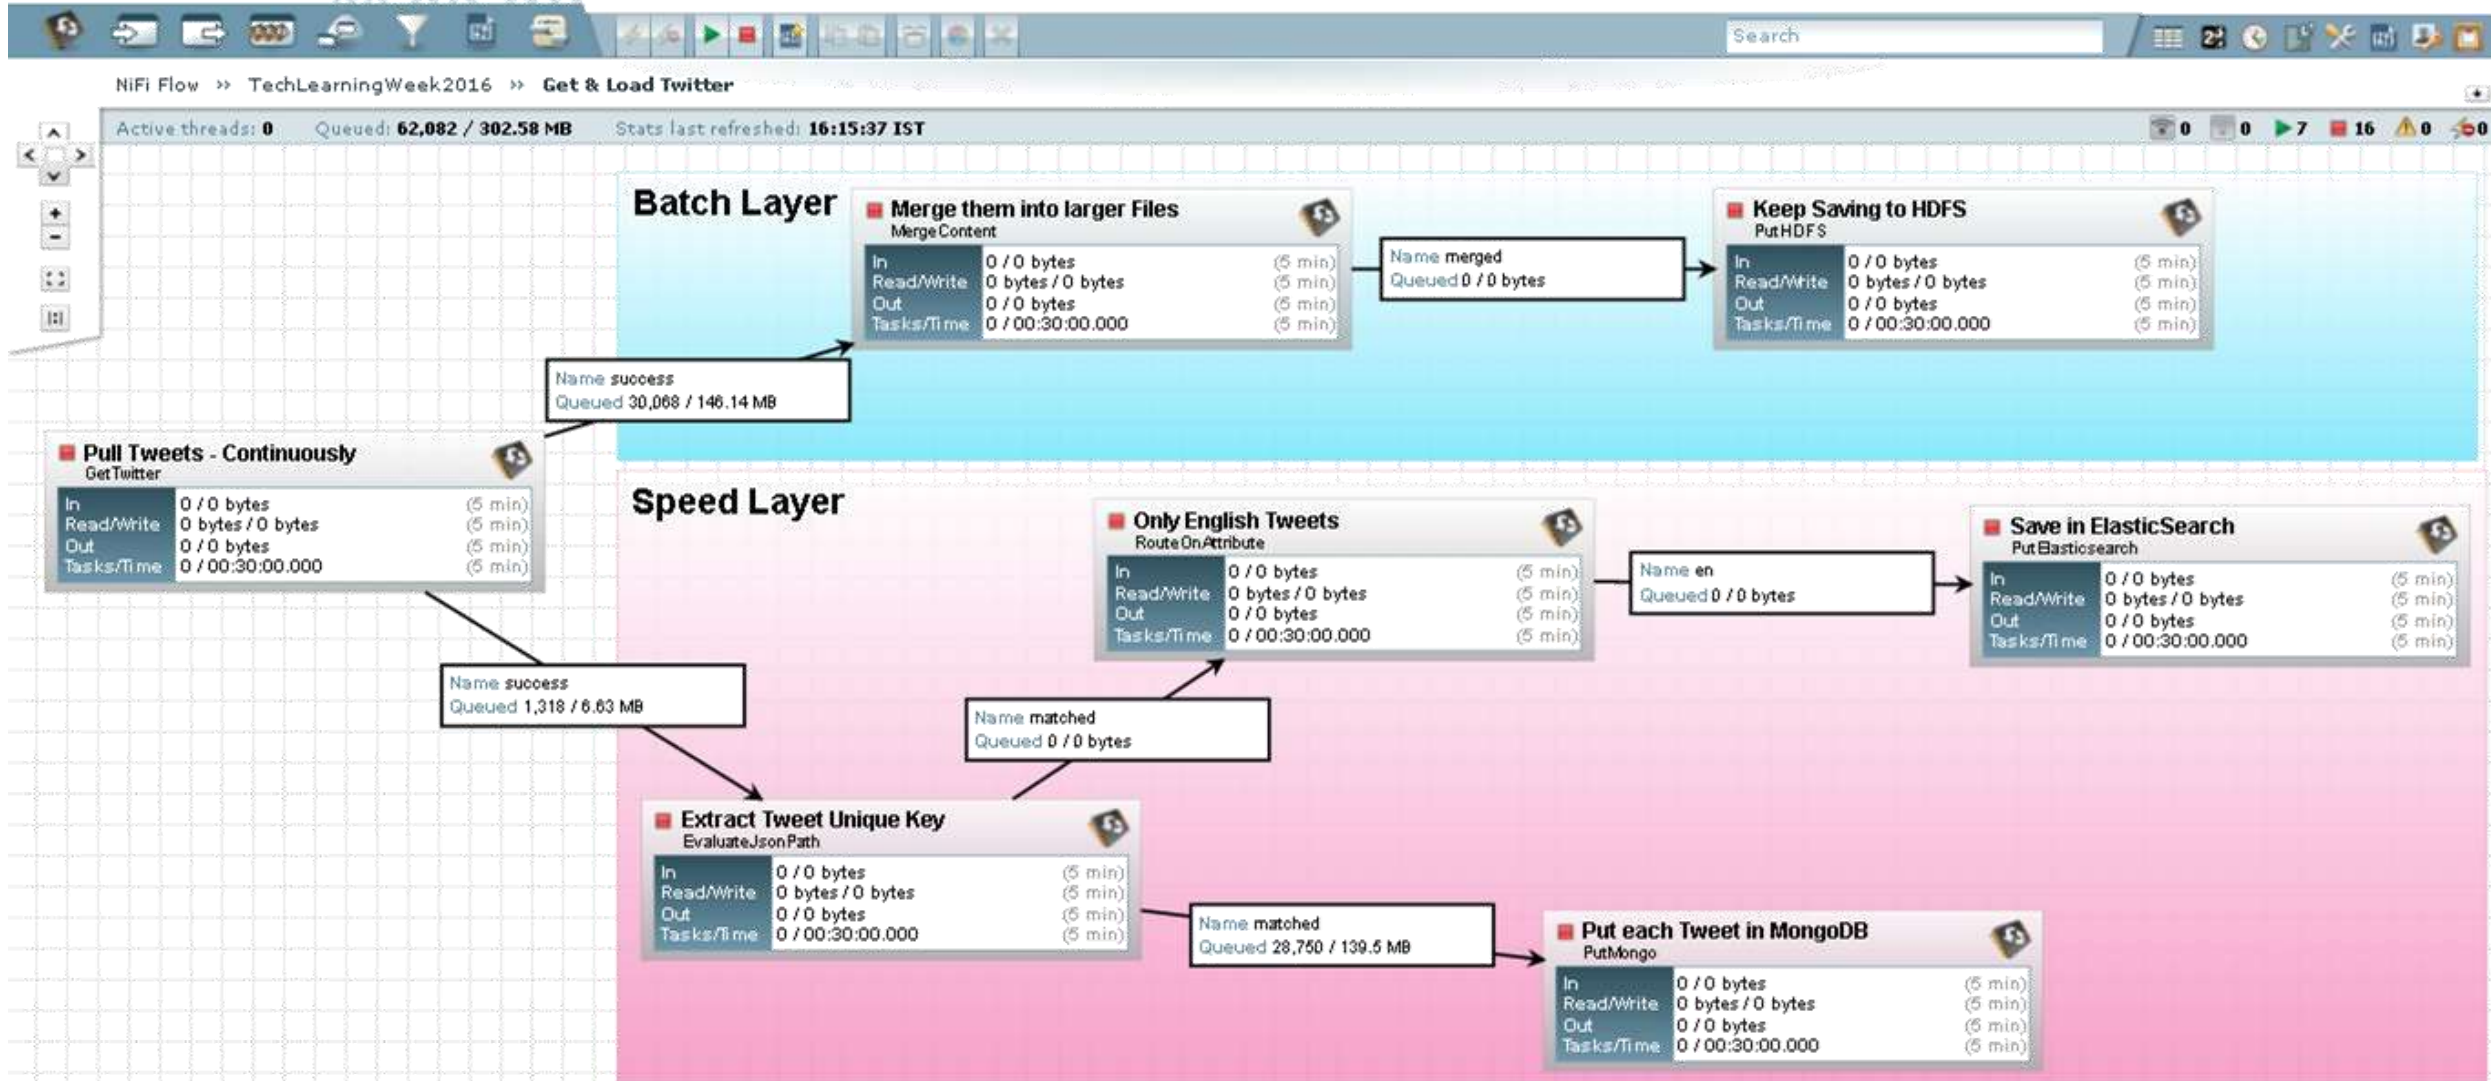 Search
NiFi Flow >> TechLearningWeek2016 >> Get & Load Twitter
Active threads: 0 Queued: 62,082 / 302.58 MB Stats last refreshed: 16:15:37 IST
0 0 7 16 0 0
Batch Layer
Merge them into larger Files
MergeContent
In 0 / 0 bytes (5 min)
Read/Write 0 bytes / 0 bytes (5 min)
Out 0 / 0 bytes (5 min)
Tasks/Time 0 / 00:30:00.000 (5 min)
Name merged
Queued 0 / 0 bytes
Keep Saving to HDFS
PutHDFS
In 0 / 0 bytes (5 min)
Read/Write 0 bytes / 0 bytes (5 min)
Out 0 / 0 bytes (5 min)
Tasks/Time 0 / 00:30:00.000 (5 min)
Name success
Queued 30,068 / 146.14 MB
Pull Tweets - Continuously
GetTwitter
In 0 / 0 bytes (5 min)
Read/Write 0 bytes / 0 bytes (5 min)
Out 0 / 0 bytes (5 min)
Tasks/Time 0 / 00:30:00.000 (5 min)
Speed Layer
Only English Tweets
RouteOnAttribute
In 0 / 0 bytes (5 min)
Read/Write 0 bytes / 0 bytes (5 min)
Out 0 / 0 bytes (5 min)
Tasks/Time 0 / 00:30:00.000 (5 min)
Name en
Queued 0 / 0 bytes
Save in ElasticSearch
PutElasticsearch
In 0 / 0 bytes (5 min)
Read/Write 0 bytes / 0 bytes (5 min)
Out 0 / 0 bytes (5 min)
Tasks/Time 0 / 00:30:00.000 (5 min)
Name success
Queued 1,318 / 6.63 MB
Name matched
Queued 0 / 0 bytes
Extract Tweet Unique Key
EvaluateJsonPath
In 0 / 0 bytes (5 min)
Read/Write 0 bytes / 0 bytes (5 min)
Out 0 / 0 bytes (5 min)
Tasks/Time 0 / 00:30:00.000 (5 min)
Name matched
Queued 28,750 / 139.5 MB
Put each Tweet in MongoDB
PutMongo
In 0 / 0 bytes (5 min)
Read/Write 0 bytes / 0 bytes (5 min)
Out 0 / 0 bytes (5 min)
Tasks/Time 0 / 00:30:00.000 (5 min)